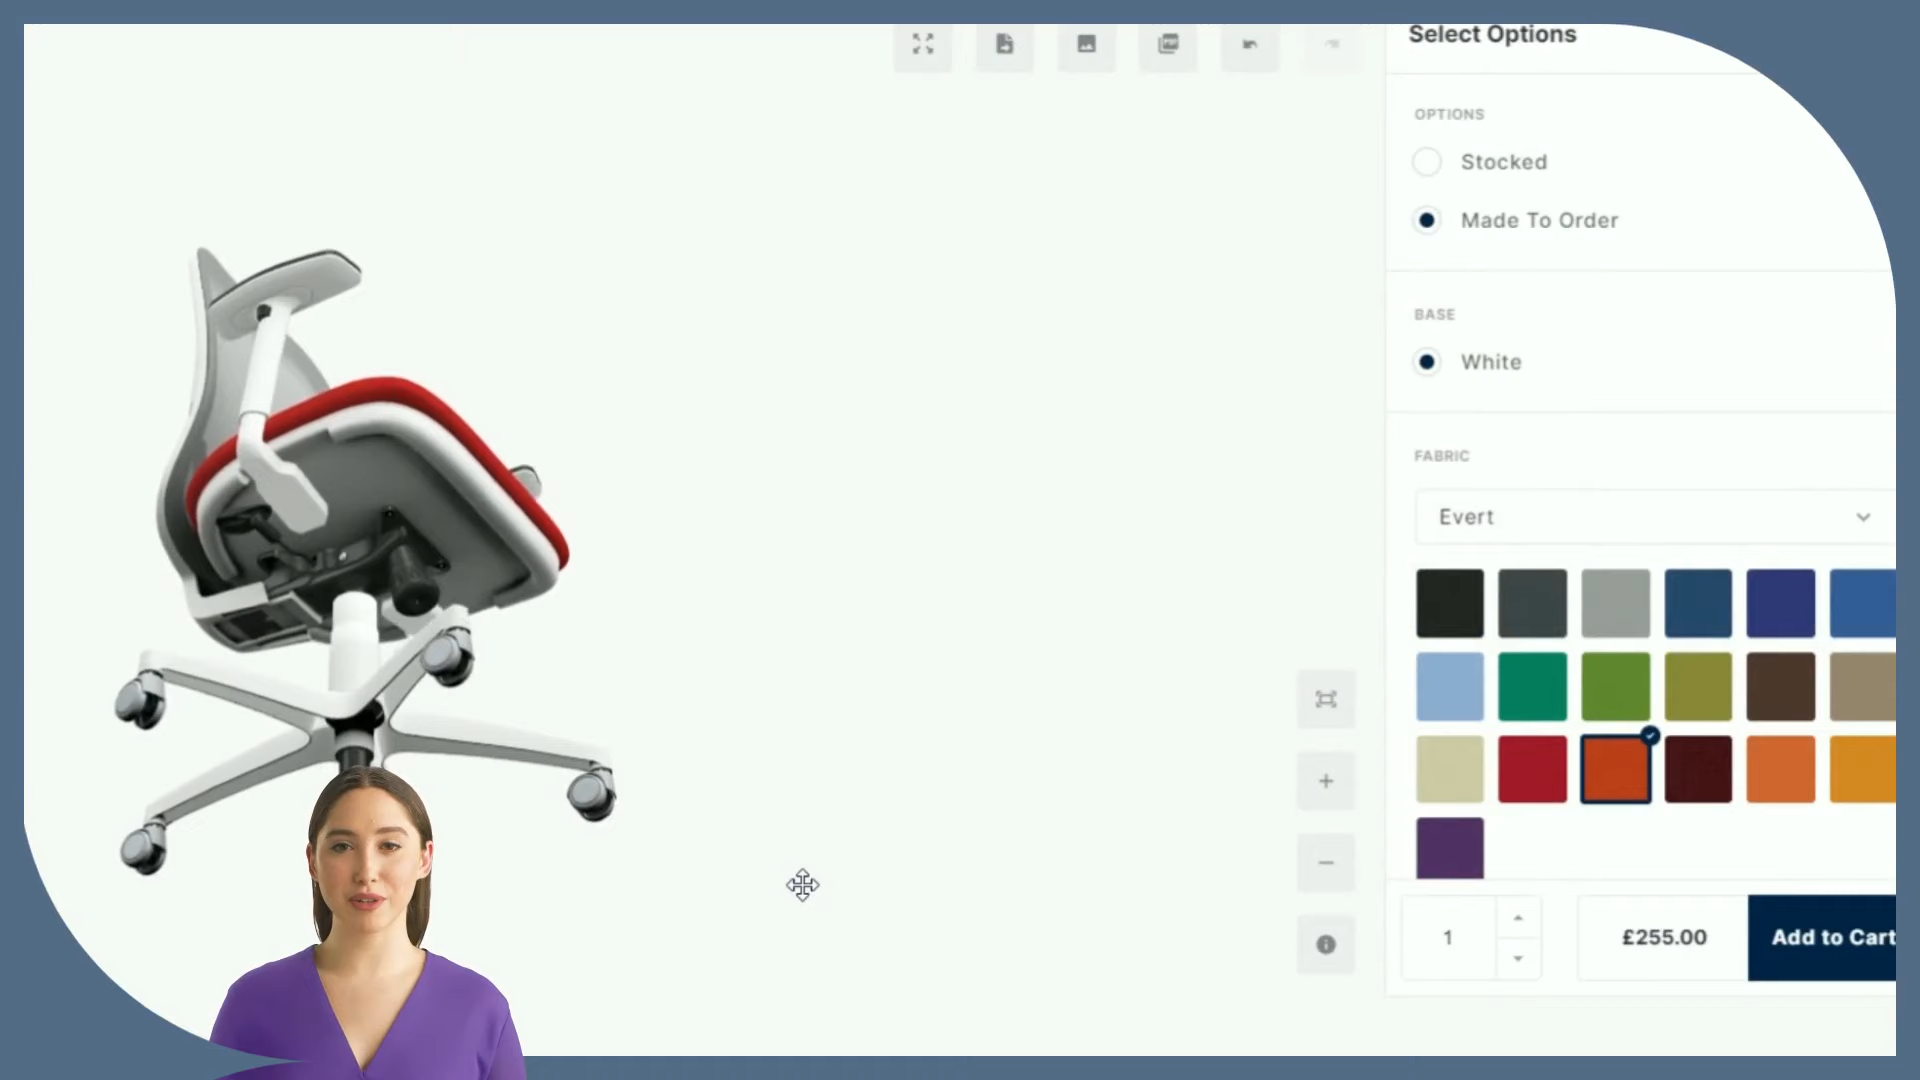 Select Options
OPTIONS
Stocked
Made To Order
BASE
White
FABRIC
Evert
1
£255.00
Add to Cart